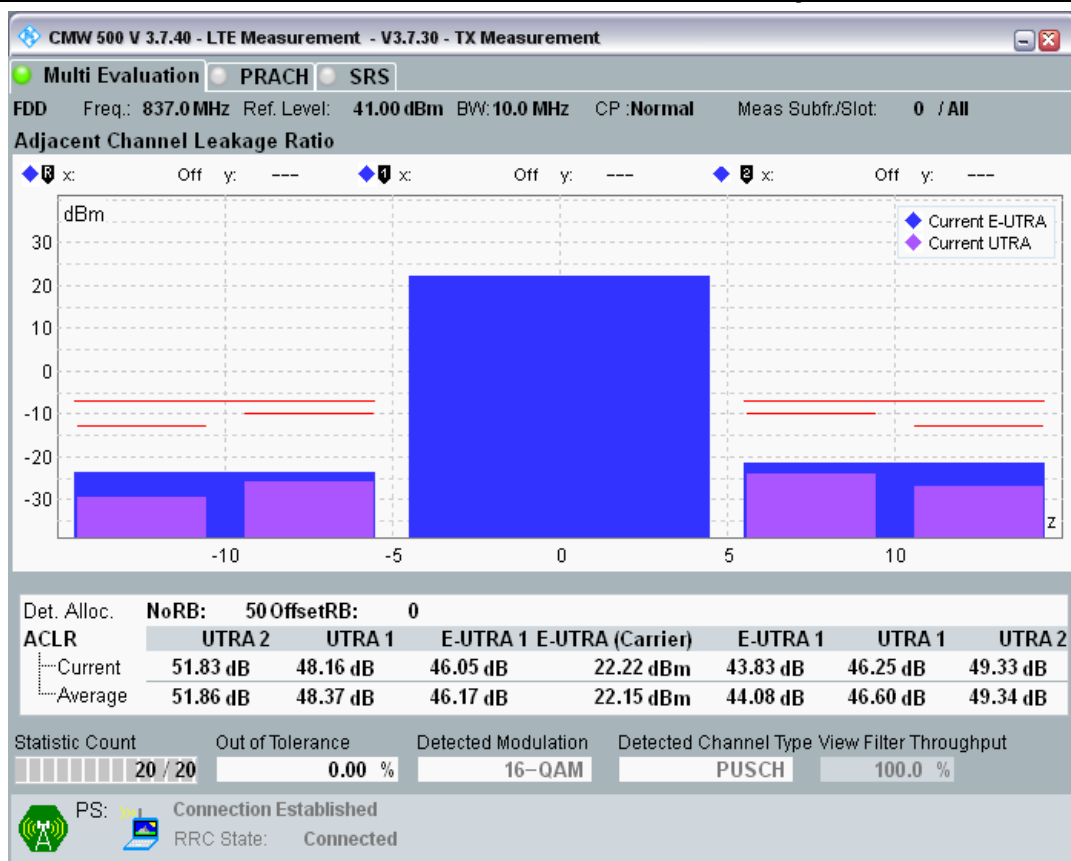 CMW 500 V 3.7.40 - LTE Measurement - V3.7.30 - TX Measurement
Multi Evaluation PRACH SRS
FDD Freq.: 837.0 MHz Ref. Level: 41.00 dBm BW: 10.0 MHz CP :Normal Meas Subfr./Slot: 0 / All
Adjacent Channel Leakage Ratio
R x: Off y: --- 1 x: Off y: --- 2 x: Off y: ---
dBm
Current E-UTRA
Current UTRA
30
20
10
0
-10
-20
-30
z
-10 -5 0 5 10
Det. Alloc. NoRB: 50 OffsetRB: 0
ACLR UTRA 2 UTRA 1 E-UTRA 1 E-UTRA (Carrier) E-UTRA 1 UTRA 1 UTRA 2
Current 51.83 dB 48.16 dB 46.05 dB 22.22 dBm 43.83 dB 46.25 dB 49.33 dB
Average 51.86 dB 48.37 dB 46.17 dB 22.15 dBm 44.08 dB 46.60 dB 49.34 dB
Statistic Count Out of Tolerance Detected Modulation Detected Channel Type View Filter Throughput
20 / 20 0.00 % 16-QAM PUSCH 100.0 %
PS: Connection Established
RRC State: Connected